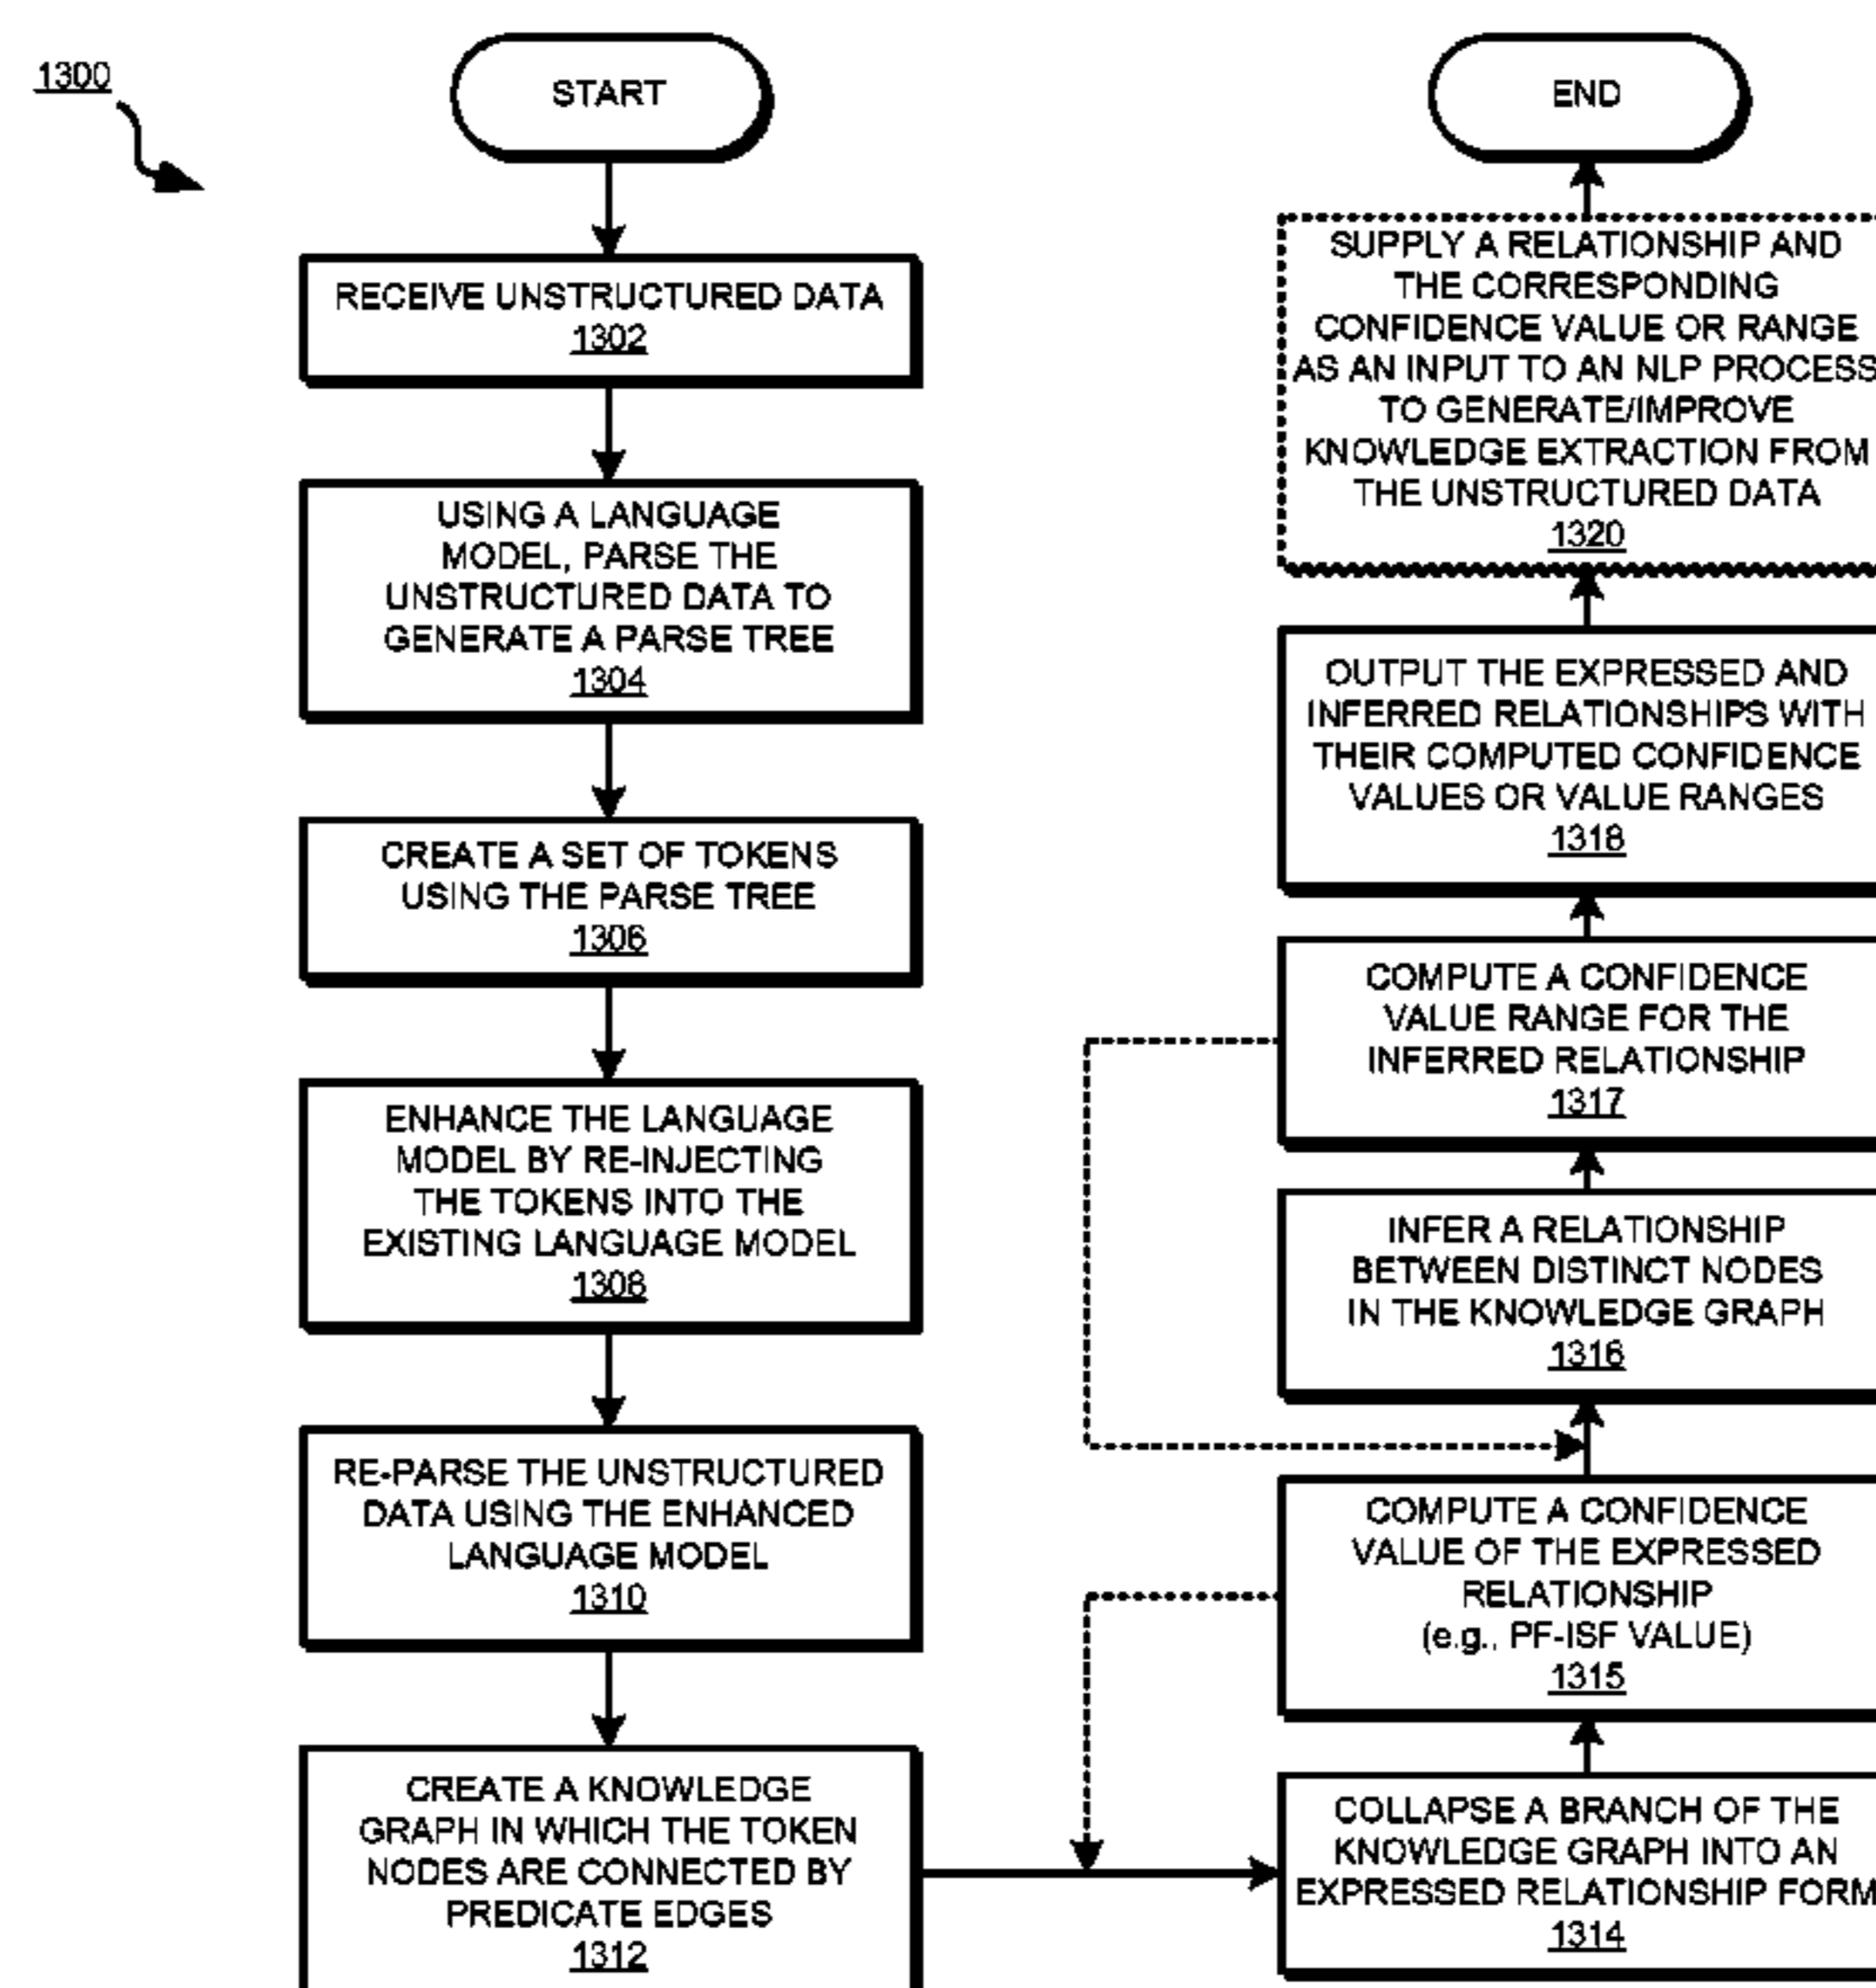 1300
START
RECEIVE UNSTRUCTURED DATA
1302
USING A LANGUAGE
MODEL, PARSE THE
UNSTRUCTURED DATA TO
GENERATE A PARSE TREE
1304
CREATE A SET OF TOKENS
USING THE PARSE TREE
1306
ENHANCE THE LANGUAGE
MODEL BY RE-INJECTING
THE TOKENS INTO THE
EXISTING LANGUAGE MODEL
1308
RE-PARSE THE UNSTRUCTURED
DATA USING THE ENHANCED
LANGUAGE MODEL
1310
CREATE A KNOWLEDGE
GRAPH IN WHICH THE TOKEN
NODES ARE CONNECTED BY
PREDICATE EDGES
1312
END
SUPPLY A RELATIONSHIP AND
THE CORRESPONDING
CONFIDENCE VALUE OR RANGE
AS AN INPUT TO AN NLP PROCESS
TO GENERATE/IMPROVE
KNOWLEDGE EXTRACTION FROM
THE UNSTRUCTURED DATA
1320
OUTPUT THE EXPRESSED AND
INFERRED RELATIONSHIPS WITH
THEIR COMPUTED CONFIDENCE
VALUES OR VALUE RANGES
1318
COMPUTE A CONFIDENCE
VALUE RANGE FOR THE
INFERRED RELATIONSHIP
1317
INFER A RELATIONSHIP
BETWEEN DISTINCT NODES
IN THE KNOWLEDGE GRAPH
1316
COMPUTE A CONFIDENCE
VALUE OF THE EXPRESSED
RELATIONSHIP
(e.g., PF-ISF VALUE)
1315
COLLAPSE A BRANCH OF THE
KNOWLEDGE GRAPH INTO AN
EXPRESSED RELATIONSHIP FORM
1314